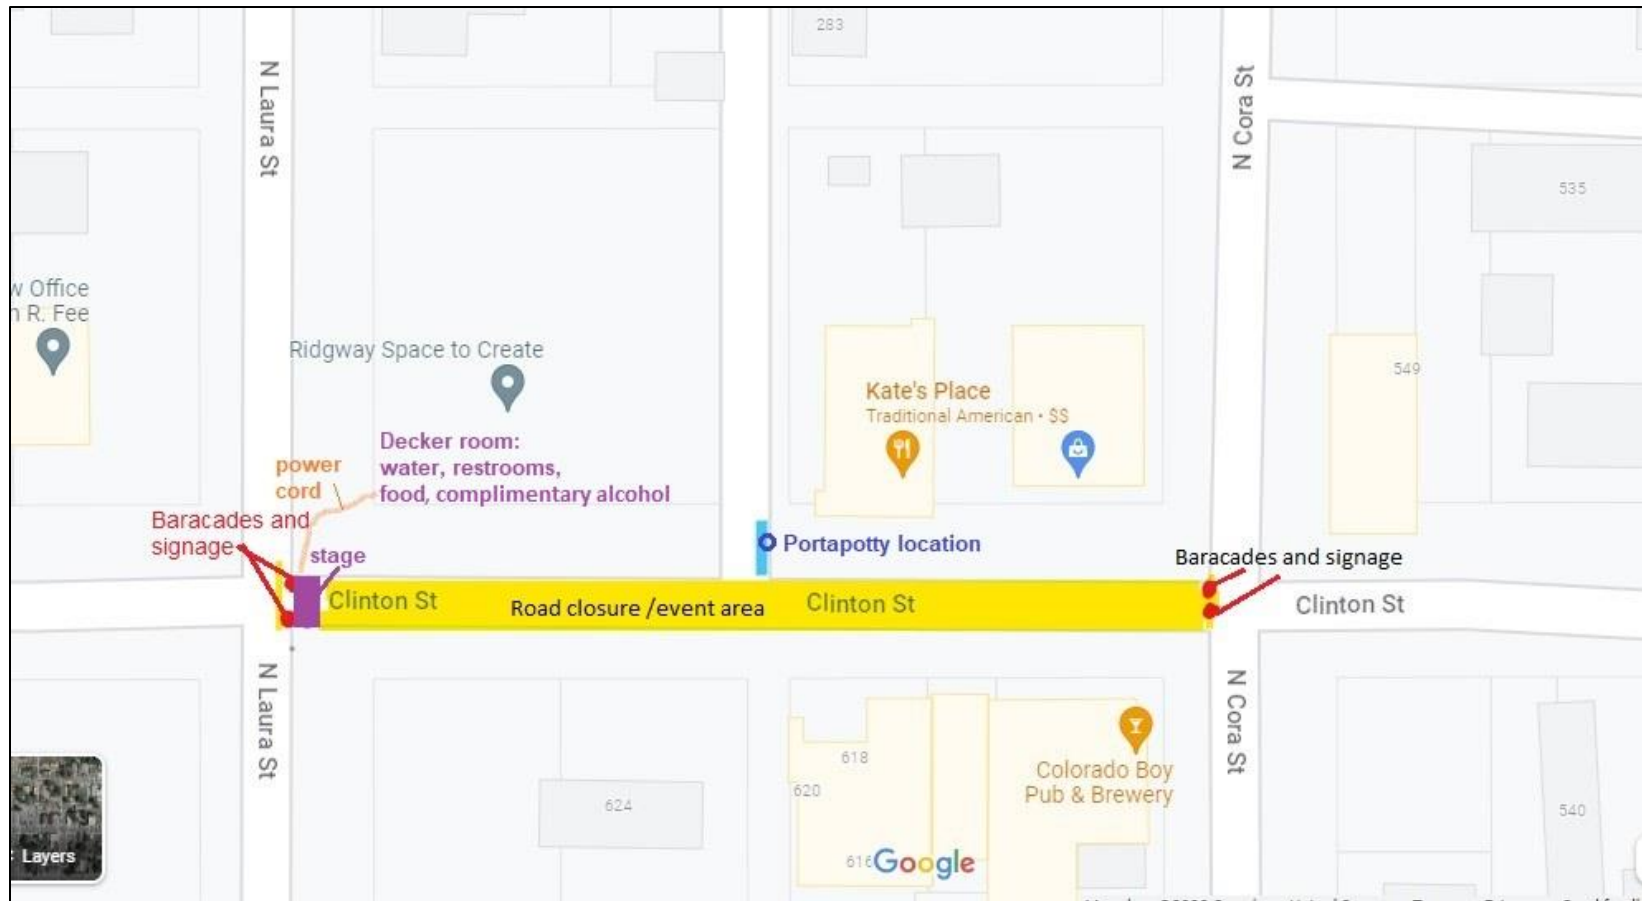 283
N Laura St
N Cora St
535
w Office
n R. Fee
Ridgway Space to Create
549
Kate's Place
Traditional American • $$
Decker room:
water, restrooms,
food, complimentary alcohol
power
cord
Baracades and
signage
stage
Portapotty location
Baracades and signage
Clinton St
Road closure /event area
Clinton St
Clinton St
N Laura St
N Cora St
618
620
624
616
Colorado Boy
Pub & Brewery
540
Layers
Google